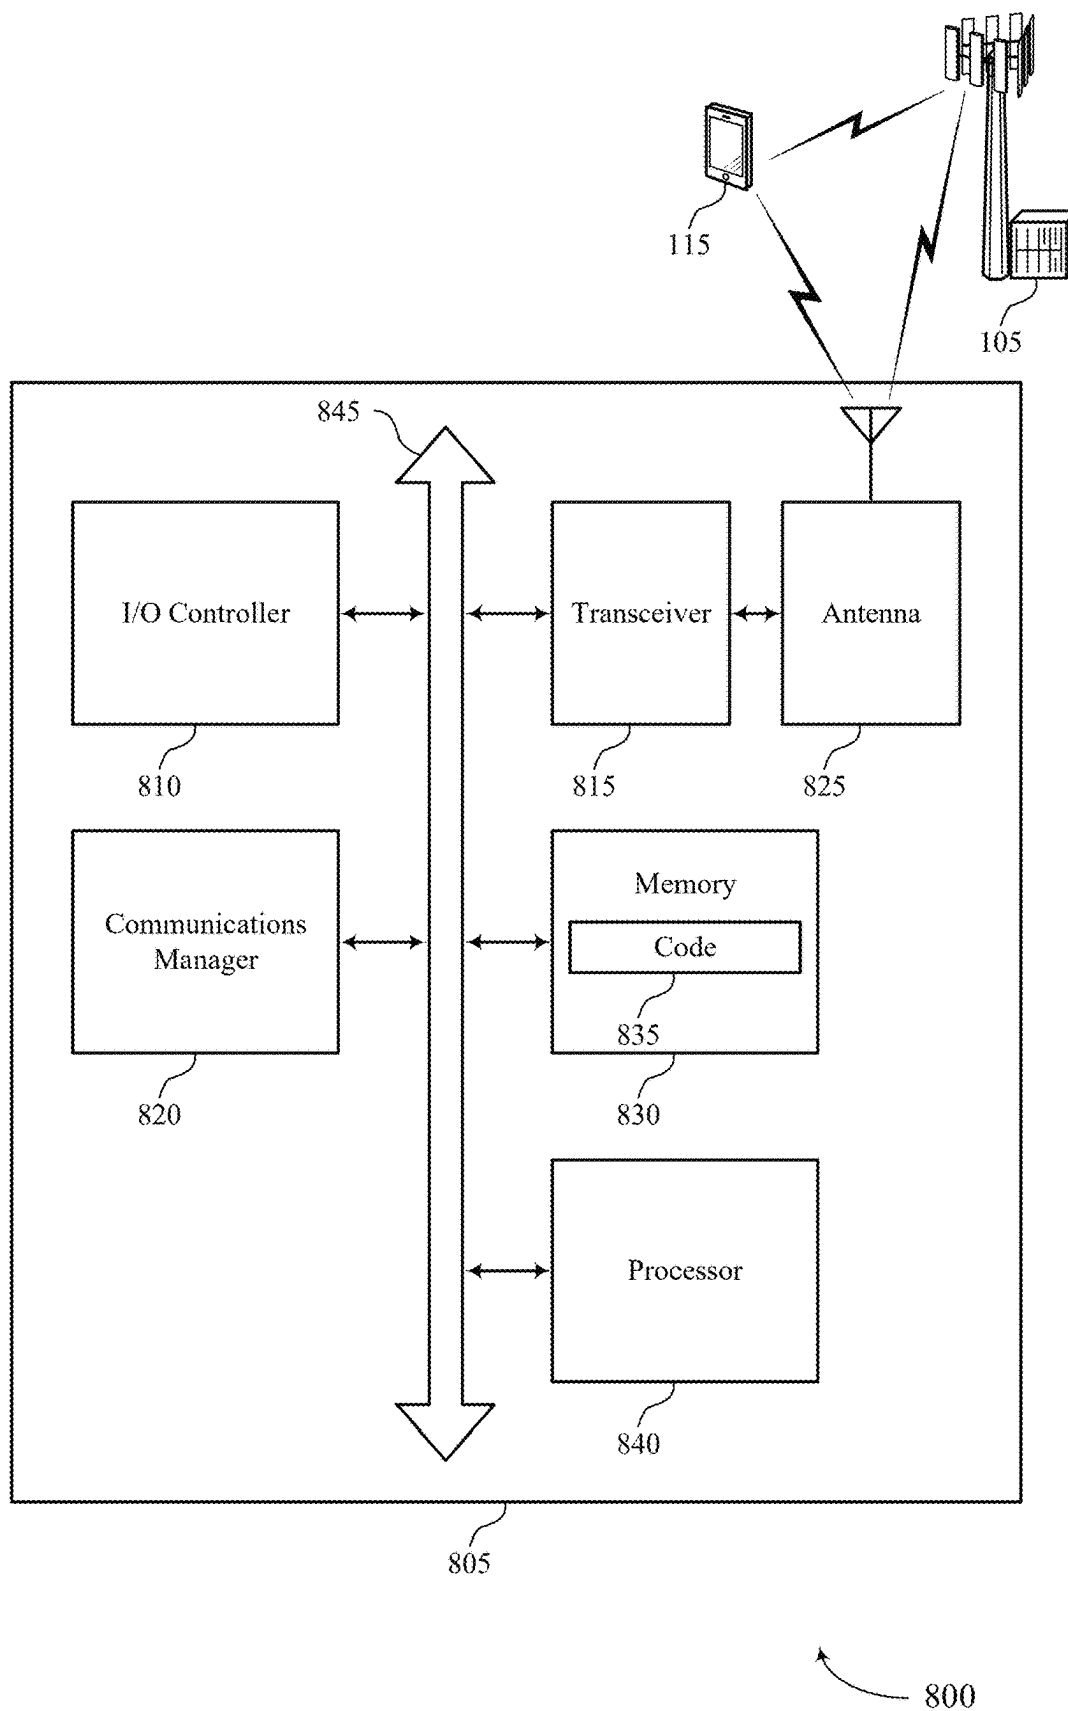 115
105
845
I/O Controller
Transceiver
Antenna
810
815
825
Communications
Manager
Memory
Code
835
820
830
Processor
840
805
800